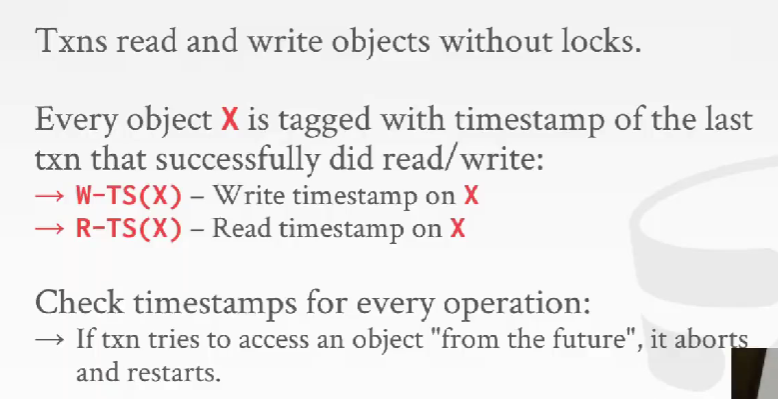 Txns read and write objects without locks.
Every object X is tagged with timestamp of the last
txn that successfully did read/write:
→ W-TS(X) – Write timestamp on X
→ R-TS(X) – Read timestamp on X
Check timestamps for every operation:
→ If txn tries to access an object "from the future", it aborts
and restarts.